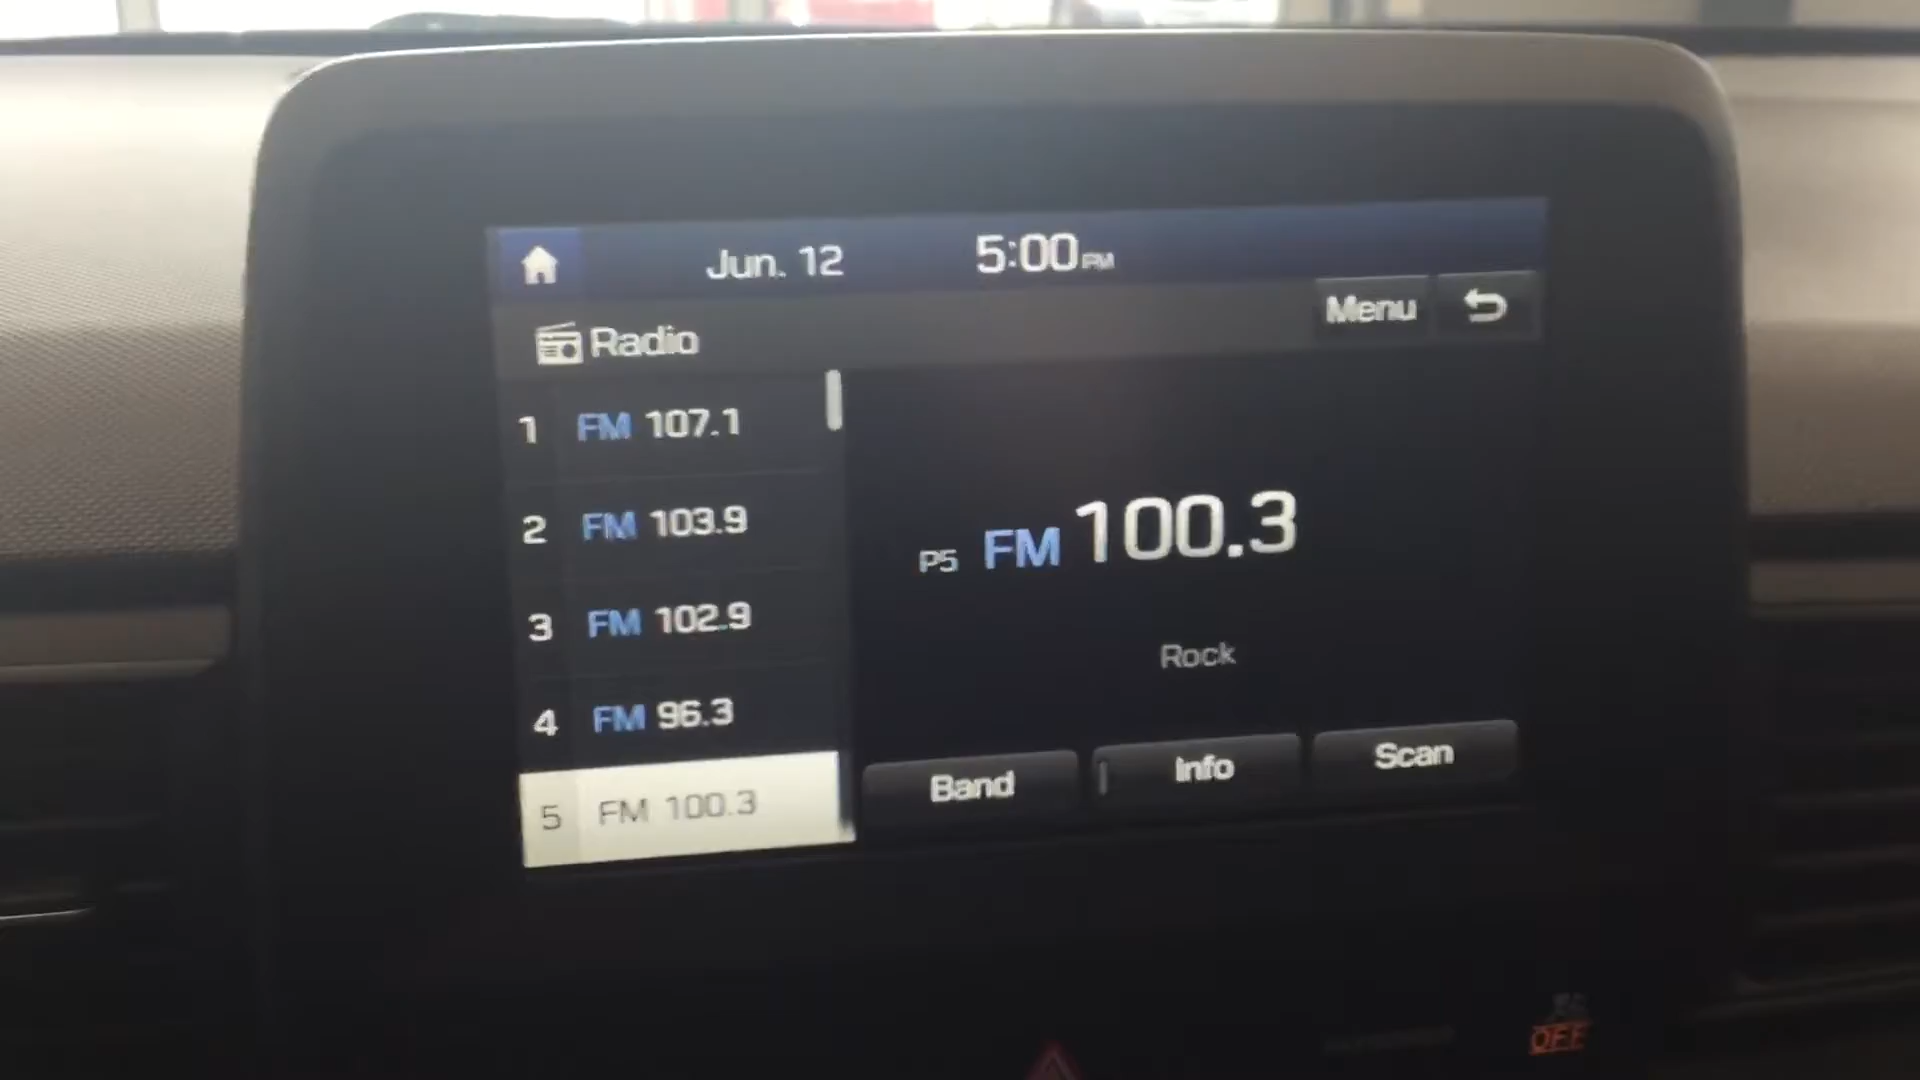 Jun. 12 5:00 PM
Radio Menu
1 FM 107.1
2 FM 103.9
3 FM 102.9
4 FM 96.3
5 FM 100.3
P5 FM 100.3
Rock
Band Info Scan
OFF